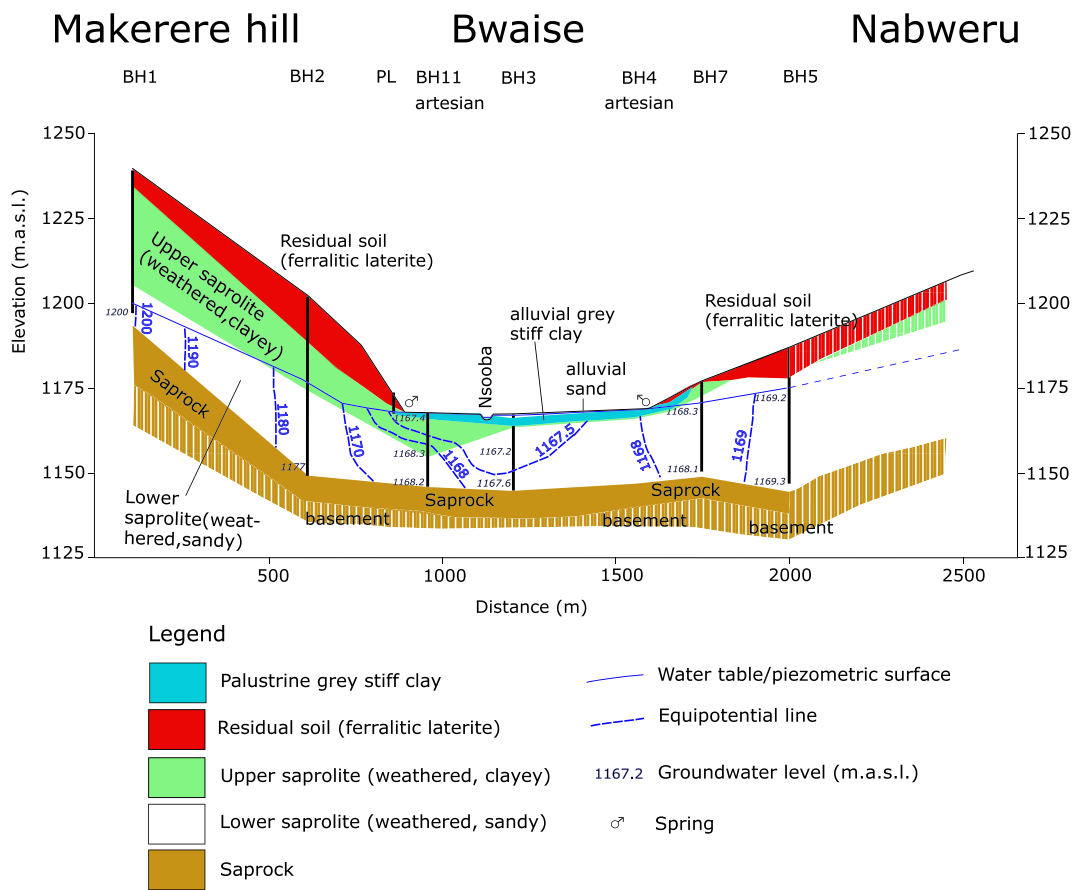 Makerere hill Bwaise Nabweru
BH1 BH2 PL BH11 BH3 BH4 BH7 BH5
artesian artesian
1250 1250
1225 1225
1200 1200
1175 1175
1150 1150
1125 1125
Elevation (m.a.s.l.)
Residual soil
(ferralitic laterite)
Upper saprolite
(weathered,clayey)
Residual soil
(ferralitic laterite)
alluvial grey
stiff clay
alluvial
sand
Nsooba
1200
1200
1190
1180
1177
1170
1167.4
1168.3
1168
1168.2
1167.2
1167.6
1167.5
1168
1168.3
1168.1
1169
1169.2
1169.3
Saprock
Saprock
Saprock
Lower
saprolite(weat-
hered,sandy)
basement
basement
basement
500 1000 1500 2000 2500
Distance (m)
Legend
Palustrine grey stiff clay
Residual soil (ferralitic laterite)
Upper saprolite (weathered, clayey)
Lower saprolite (weathered, sandy)
Saprock
Water table/piezometric surface
Equipotential line
1167.2 Groundwater level (m.a.s.l.)
♂ Spring